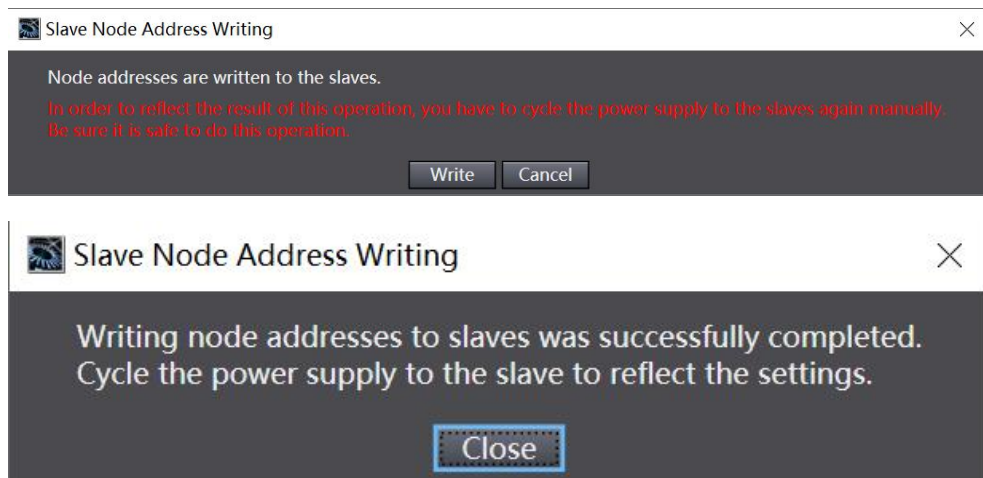 Slave Node Address Writing
Node addresses are written to the slaves.
In order to reflect the result of this operation, you have to cycle the power supply to the slaves again manually.
Be sure it is safe to do this operation.
Write Cancel
Slave Node Address Writing
Writing node addresses to slaves was successfully completed.
Cycle the power supply to the slave to reflect the settings.
Close